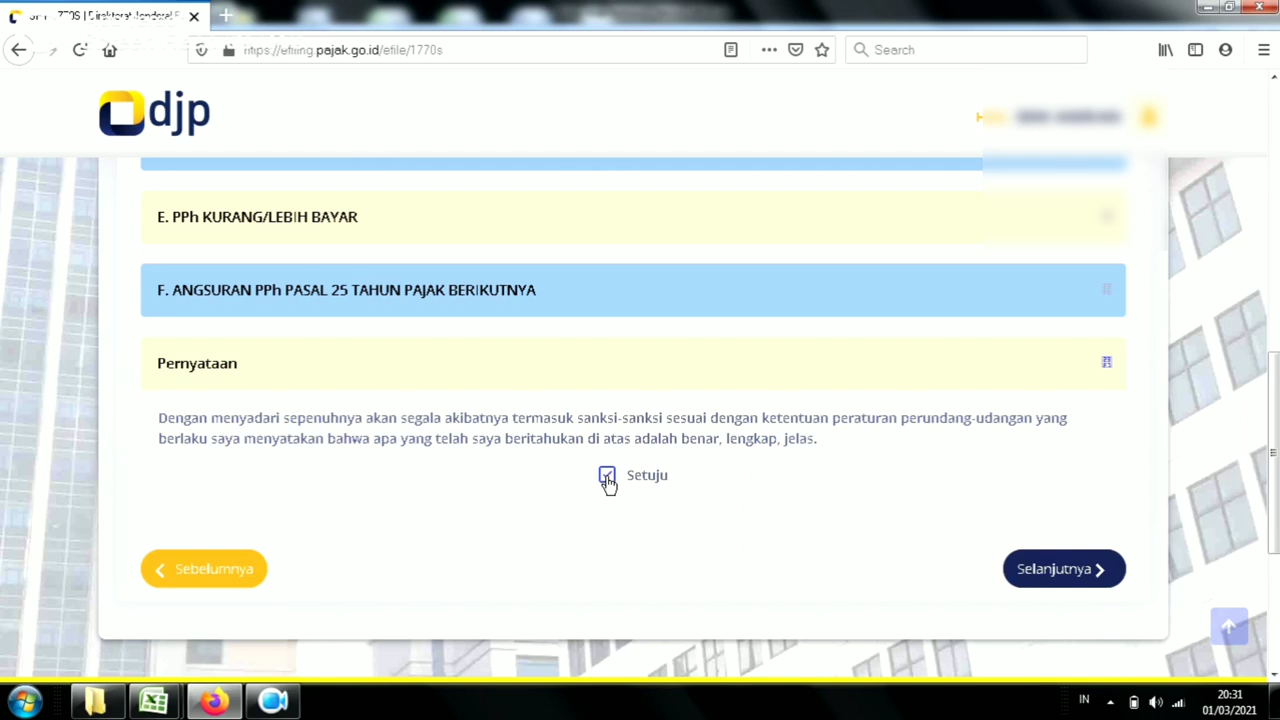 https://efiling.pajak.go.id/efile/1770s
Search
djp
E. PPh KURANG/LEBIH BAYAR
F. ANGSURAN PPh PASAL 25 TAHUN PAJAK BERIKUTNYA
Pernyataan
Dengan menyadari sepenuhnya akan segala akibatnya termasuk sanksi-sanksi sesuai dengan ketentuan peraturan perundang-udangan yang
berlaku saya menyatakan bahwa apa yang telah saya beritahukan di atas adalah benar, lengkap, jelas.
Setuju
Sebelumnya
Selanjutnya
IN
20:31
01/03/2021